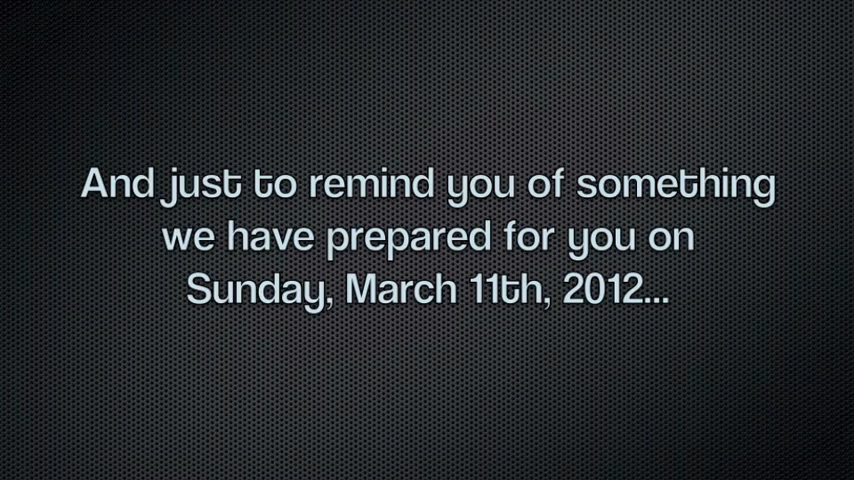 And just to remind you of something
we have prepared for you on
Sunday, March 11th, 2012...